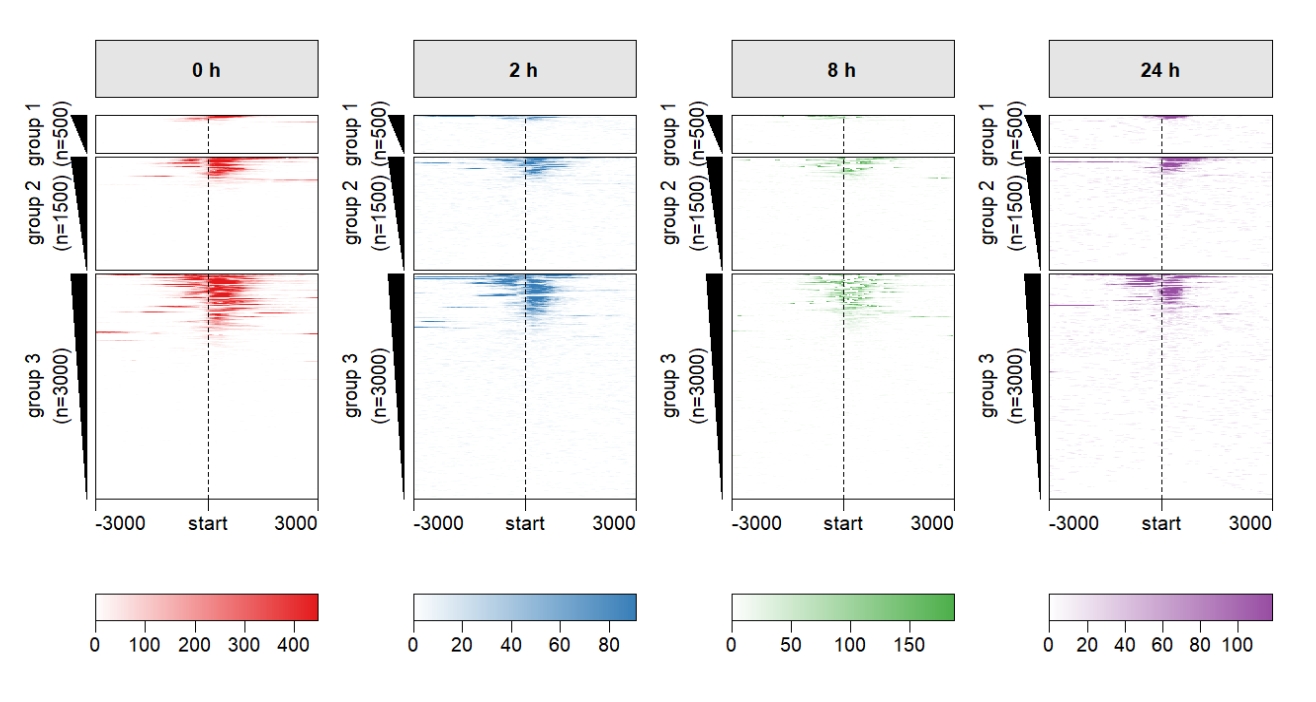 0 h
2 h
8 h
24 h
group 1
(n=500)
group 2
(n=1500)
group 3
(n=3000)
group 1
(n=500)
group 2
(n=1500)
group 3
(n=3000)
group 1
(n=500)
group 2
(n=1500)
group 3
(n=3000)
group 1
(n=500)
group 2
(n=1500)
group 3
(n=3000)
-3000 start 3000
-3000 start 3000
-3000 start 3000
-3000 start 3000
0 100 200 300 400
0 20 40 60 80
0 50 100 150
0 20 40 60 80 100